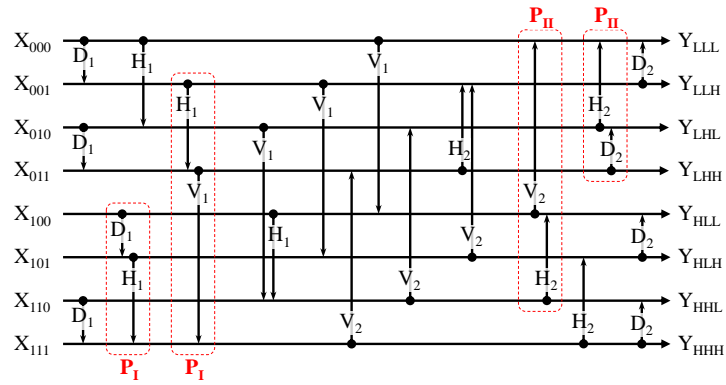 P_II P_II
X_000 Y_LLL
D_1 H_1 V_1 D_2
X_001 Y_LLH
H_1 V_1 H_2
X_010 Y_LHL
D_1 V_1 H_2 D_2
X_011 Y_LHH
V_1 V_2
X_100 Y_HLL
D_1 H_1 V_2 D_2
X_101 Y_HLH
H_1 V_2 H_2
X_110 Y_HHL
D_1 V_2 H_2 D_2
X_111 Y_HHH
P_I P_I